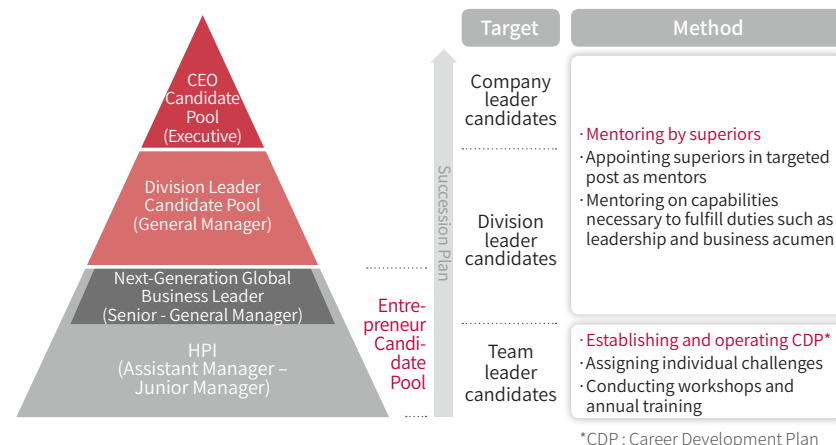 CEO
Candidate
Pool
(Executive)
Division Leader
Candidate Pool
(General Manager)
Next-Generation Global
Business Leader
(Senior - General Manager)
HPI
(Assistant Manager –
Junior Manager)
Entre-
preneur
Candi-
date
Pool
Succession Plan
Target
Company
leader
candidates
Division
leader
candidates
Team
leader
candidates
Method
· Mentoring by superiors
· Appointing superiors in targeted
post as mentors
· Mentoring on capabilities
necessary to fulfill duties such as
leadership and business acumen
· Establishing and operating CDP*
· Assigning individual challenges
· Conducting workshops and
annual training
*CDP : Career Development Plan